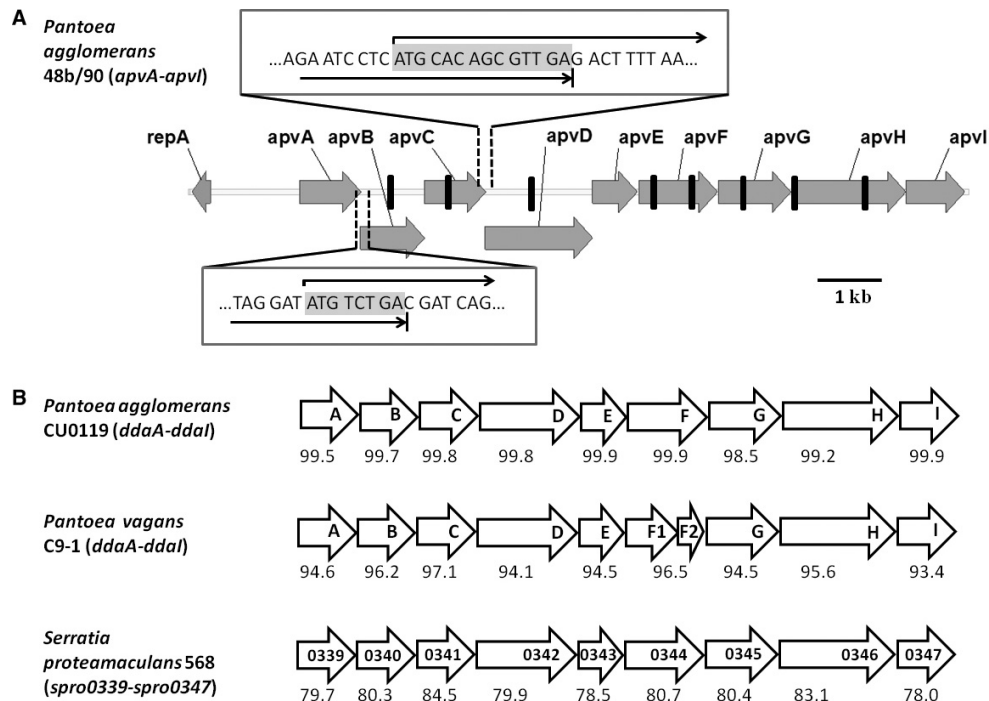 A
Pantoea
agglomerans
48b/90 (apvA-apvI)
...AGA ATC CTC ATG CAC AGC GTT GAG ACT TTT AA...
repA apvA apvB apvC apvD apvE apvF apvG apvH apvI
...TAG GAT ATG TCT GAC GAT CAG...
1 kb
B
Pantoea agglomerans
CU0119 (ddaA-ddaI)
A B C D E F G H I
99.5 99.7 99.8 99.8 99.9 99.9 98.5 99.2 99.9
Pantoea vagans
C9-1 (ddaA-ddaI)
A B C D E F1 F2 G H I
94.6 96.2 97.1 94.1 94.5 96.5 94.5 95.6 93.4
Serratia
proteamaculans 568
(spro0339-spro0347)
0339 0340 0341 0342 0343 0344 0345 0346 0347
79.7 80.3 84.5 79.9 78.5 80.7 80.4 83.1 78.0